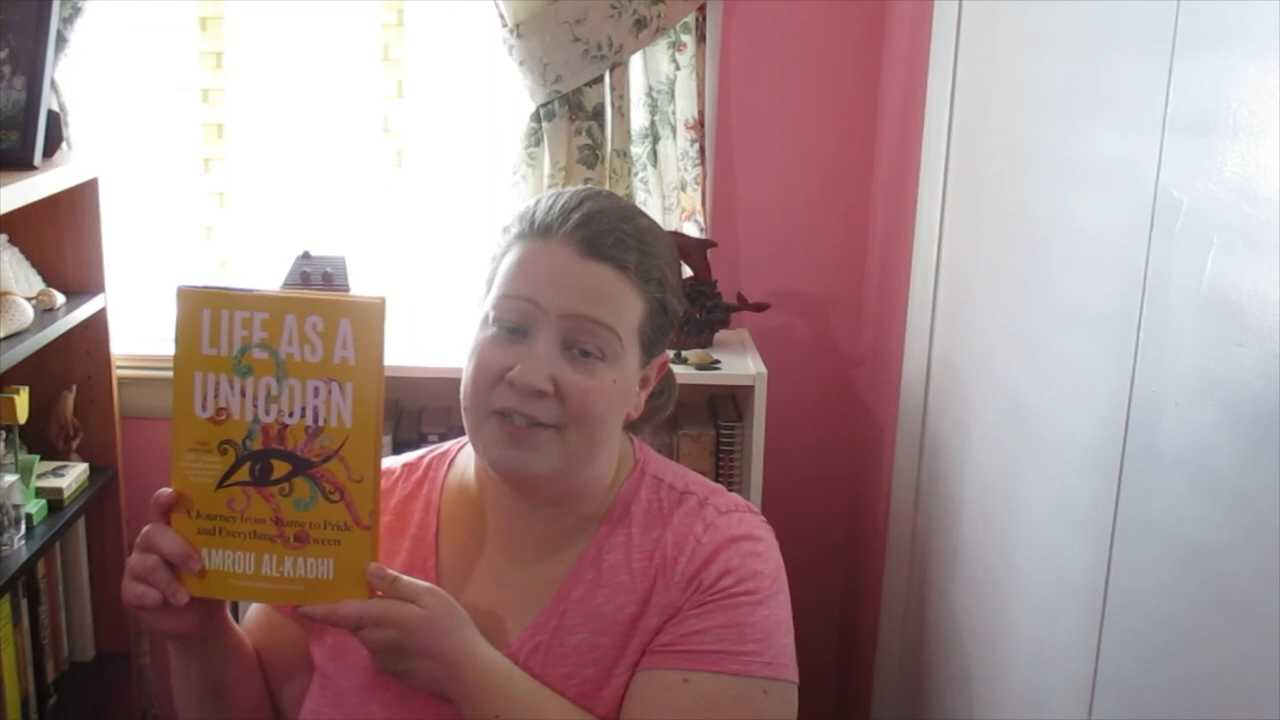 LIFE AS A
UNICORN
A Journey from Shame to Pride
and Everything in Between
AMROU AL-KADHI